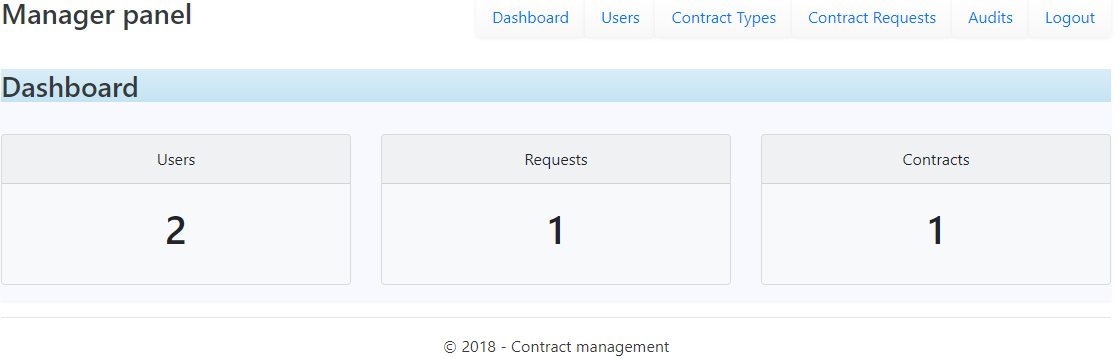 Manager panel
Dashboard Users Contract Types Contract Requests Audits Logout
Dashboard
Users Requests Contracts
2 1 1
© 2018 - Contract management